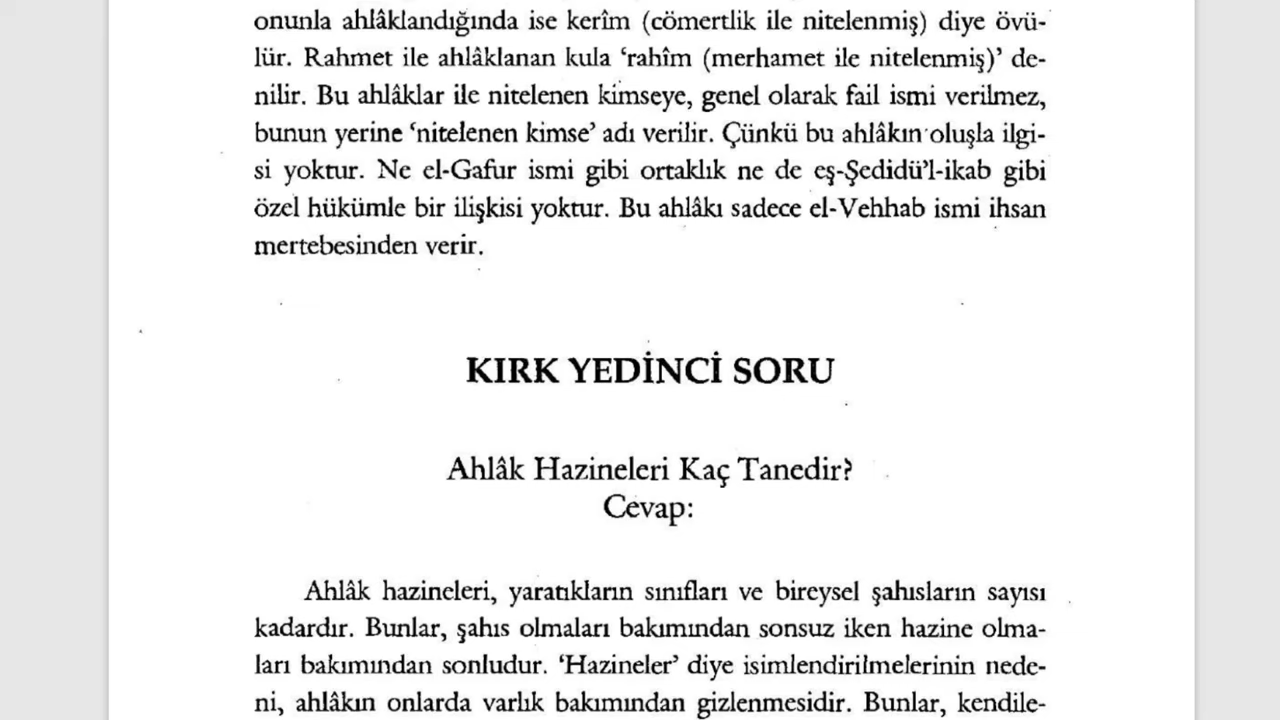 onunla ahlâklandığında ise kerîm (cömertlik ile nitelenmiş) diye övü-
lür. Rahmet ile ahlâklanan kula ‘rahîm (merhamet ile nitelenmiş)’ de-
nilir. Bu ahlâklar ile nitelenen kimseye, genel olarak fail ismi verilmez,
bunun yerine ‘nitelenen kimse’ adı verilir. Çünkü bu ahlâkın oluşla ilgi-
si yoktur. Ne el-Gafur ismi gibi ortaklık ne de eş-Şedidü’l-ikab gibi
özel hükümle bir ilişkisi yoktur. Bu ahlâkı sadece el-Vehhab ismi ihsan
mertebesinden verir.
KIRK YEDİNCİ SORU
Ahlâk Hazineleri Kaç Tanedir?
Cevap:
Ahlâk hazineleri, yaratıkların sınıfları ve bireysel şahısların sayısı
kadardır. Bunlar, şahıs olmaları bakımından sonsuz iken hazine olma-
ları bakımından sonludur. ‘Hazineler’ diye isimlendirilmelerinin nede-
ni, ahlâkın onlarda varlık bakımından gizlenmesidir. Bunlar, kendile-